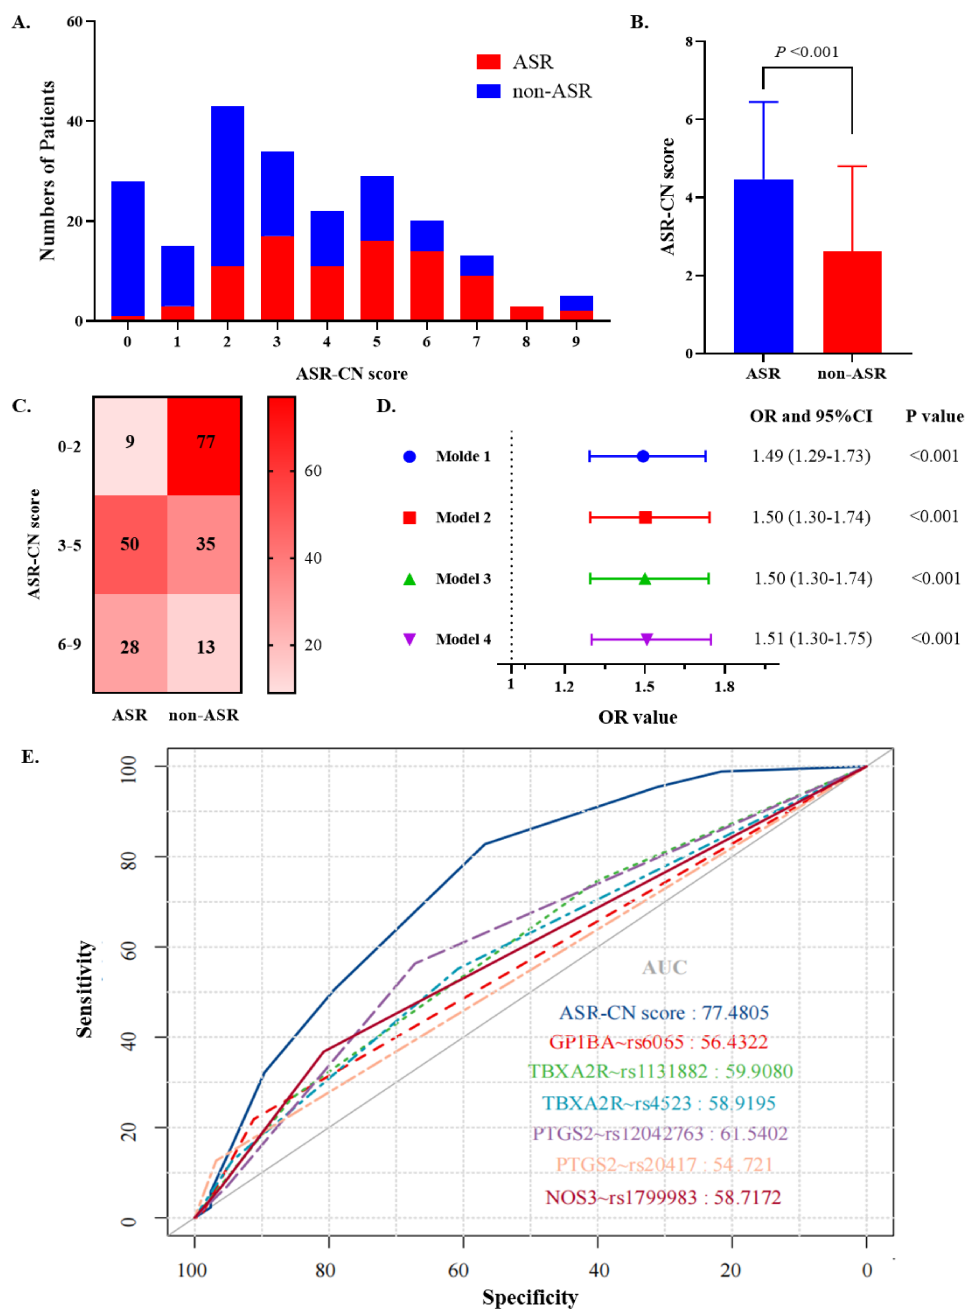 A.
60
40
20
0
Numbers of Patients
ASR
non-ASR
0 1 2 3 4 5 6 7 8 9
ASR-CN score
B.
8
6
4
2
0
ASR-CN score
P <0.001
ASR non-ASR
C.
ASR-CN score
0-2 9 77
3-5 50 35
6-9 28 13
ASR non-ASR
60
40
20
D.
OR and 95%CI P value
Molde 1 1.49 (1.29-1.73) <0.001
Model 2 1.50 (1.30-1.74) <0.001
Model 3 1.50 (1.30-1.74) <0.001
Model 4 1.51 (1.30-1.75) <0.001
1 1.2 1.5 1.8
OR value
E.
100
80
60
40
20
0
Sensitivity
AUC
ASR-CN score : 77.4805
GP1BA~rs6065 : 56.4322
TBXA2R~rs1131882 : 59.9080
TBXA2R~rs4523 : 58.9195
PTGS2~rs12042763 : 61.5402
PTGS2~rs20417 : 54.721
NOS3~rs1799983 : 58.7172
100 80 60 40 20 0
Specificity